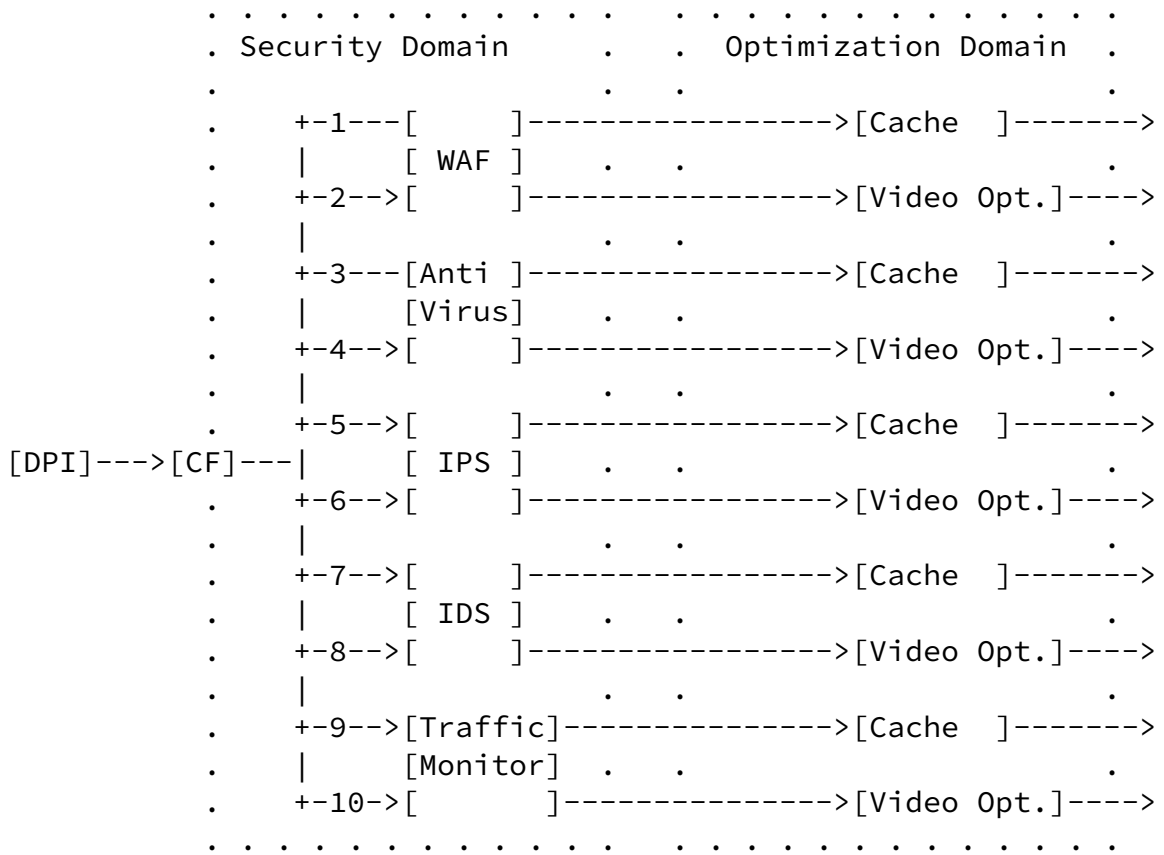 . . . . . . . . . . . .   . . . . . . . . . . . . .
. Security Domain       .   .   Optimization Domain   .
.                       .   .                         .
.     +-1---[     ]----------------->[Cache  ]------->
.     |     [ WAF ]     .   .                         .
.     +-2-->[     ]----------------->[Video Opt.]---->
.     |                 .   .                         .
.     +-3---[Anti ]----------------->[Cache  ]------->
.     |     [Virus]     .   .                         .
.     +-4-->[     ]----------------->[Video Opt.]---->
.     |                 .   .                         .
.     +-5-->[     ]----------------->[Cache  ]------->
[DPI]--->[CF]---|     [ IPS ]     .   .                         .
.     +-6-->[     ]----------------->[Video Opt.]---->
.     |                 .   .                         .
.     +-7-->[     ]----------------->[Cache  ]------->
.     |     [ IDS ]     .   .                         .
.     +-8-->[     ]----------------->[Video Opt.]---->
.     |                 .   .                         .
.     +-9-->[Traffic]--------------->[Cache  ]------->
.     |     [Monitor]   .   .                         .
.     +-10->[       ]--------------->[Video Opt.]---->
. . . . . . . . . . . .   . . . . . . . . . . . . .